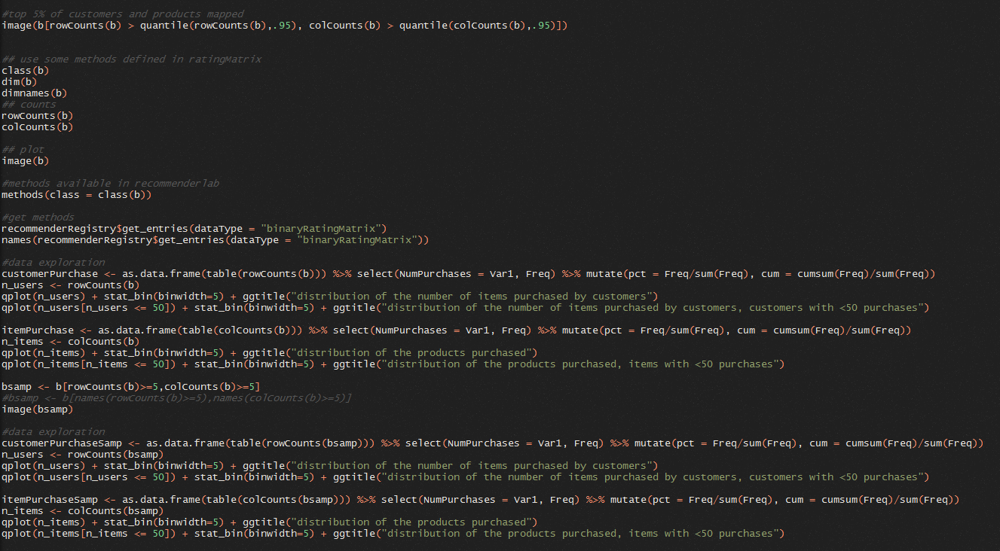 #top 5% of customers and products mapped
image(b[rowCounts(b) > quantile(rowCounts(b),.95), colCounts(b) > quantile(colCounts(b),.95)])
## use some methods defined in ratingMatrix
class(b)
dim(b)
dimnames(b)
## counts
rowCounts(b)
colCounts(b)
## plot
image(b)
#methods available in recommenderlab
methods(class = class(b))
#get methods
recommenderRegistry$get_entries(dataType = "binaryRatingMatrix")
names(recommenderRegistry$get_entries(dataType = "binaryRatingMatrix"))
#data exploration
customerPurchase <- as.data.frame(table(rowCounts(b))) %>% select(NumPurchases = Var1, Freq) %>% mutate(pct = Freq/sum(Freq), cum = cumsum(Freq)/sum(Freq))
n_users <- rowCounts(b)
qplot(n_users) + stat_bin(binwidth=5) + ggtitle("distribution of the number of items purchased by customers")
qplot(n_users[n_users <= 50]) + stat_bin(binwidth=5) + ggtitle("distribution of the number of items purchased by customers, customers with <50 purchases")
itemPurchase <- as.data.frame(table(colCounts(b))) %>% select(NumPurchases = Var1, Freq) %>% mutate(pct = Freq/sum(Freq), cum = cumsum(Freq)/sum(Freq))
n_items <- colCounts(b)
qplot(n_items) + stat_bin(binwidth=5) + ggtitle("distribution of the products purchased")
qplot(n_items[n_items <= 50]) + stat_bin(binwidth=5) + ggtitle("distribution of the products purchased, items with <50 purchases")
bsamp <- b[rowCounts(b)>=5,colCounts(b)>=5]
#bsamp <- b[names(rowCounts(b)>=5),names(colCounts(b)>=5)]
image(bsamp)
#data exploration
customerPurchaseSamp <- as.data.frame(table(rowCounts(bsamp))) %>% select(NumPurchases = Var1, Freq) %>% mutate(pct = Freq/sum(Freq), cum = cumsum(Freq)/sum(Freq))
n_users <- rowCounts(bsamp)
qplot(n_users) + stat_bin(binwidth=5) + ggtitle("distribution of the number of items purchased by customers")
qplot(n_users[n_users <= 50]) + stat_bin(binwidth=5) + ggtitle("distribution of the number of items purchased by customers, customers with <50 purchases")
itemPurchaseSamp <- as.data.frame(table(colCounts(bsamp))) %>% select(NumPurchases = Var1, Freq) %>% mutate(pct = Freq/sum(Freq), cum = cumsum(Freq)/sum(Freq))
n_items <- colCounts(bsamp)
qplot(n_items) + stat_bin(binwidth=5) + ggtitle("distribution of the products purchased")
qplot(n_items[n_items <= 50]) + stat_bin(binwidth=5) + ggtitle("distribution of the products purchased, items with <50 purchases")